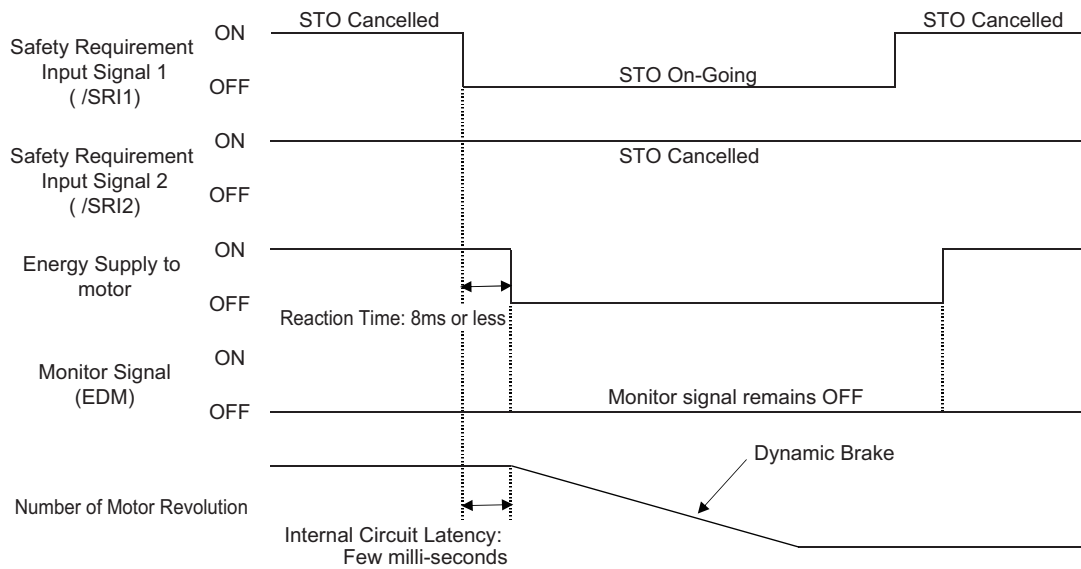 STO Cancelled
STO Cancelled
ON
Safety Requirement
Input Signal 1
( /SRI1)
OFF
STO On-Going
ON
Safety Requirement
Input Signal 2
( /SRI2)
STO Cancelled
OFF
ON
Energy Supply to
motor
OFF
Reaction Time: 8ms or less
ON
Monitor Signal
(EDM)
OFF
Monitor signal remains OFF
Dynamic Brake
Number of Motor Revolution
Internal Circuit Latency:
Few milli-seconds